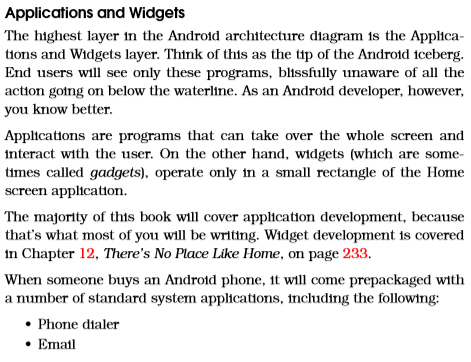 Applications and Widgets
The highest layer in the Android architecture diagram is the Applica-
tions and Widgets layer. Think of this as the tip of the Android iceberg.
End users will see only these programs, blissfully unaware of all the
action going on below the waterline. As an Android developer, however,
you know better.
Applications are programs that can take over the whole screen and
interact with the user. On the other hand, widgets (which are some-
times called gadgets), operate only in a small rectangle of the Home
screen application.
The majority of this book will cover application development, because
that's what most of you will be writing. Widget development is covered
in Chapter 12, There's No Place Like Home, on page 233.
When someone buys an Android phone, it will come prepackaged with
a number of standard system applications, including the following:
• Phone dialer
• Email